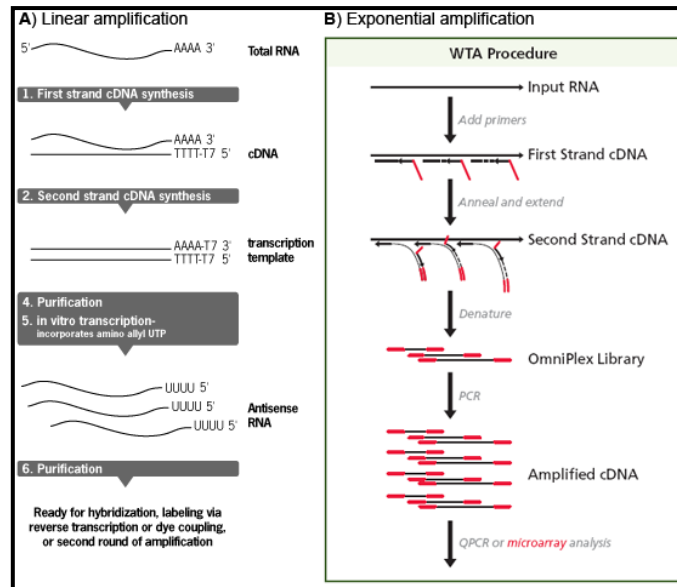 A) Linear amplification
5'
AAAA 3'
Total RNA
1. First strand cDNA synthesis
AAAA 3'
TTTT-T7 5'
cDNA
2. Second strand cDNA synthesis
AAAA-T7 3'
TTTT-T7 5'
transcription
template
4. Purification
5. in vitro transcription-
incorporates amino allyl UTP
UUUU 5'
UUUU 5'
UUUU 5'
Antisense
RNA
6. Purification
Ready for hybridization, labeling via
reverse transcription or dye coupling,
or second round of amplification
B) Exponential amplification
WTA Procedure
Input RNA
Add primers
First Strand cDNA
Anneal and extend
Second Strand cDNA
Denature
OmniPlex Library
PCR
Amplified cDNA
QPCR or microarray analysis